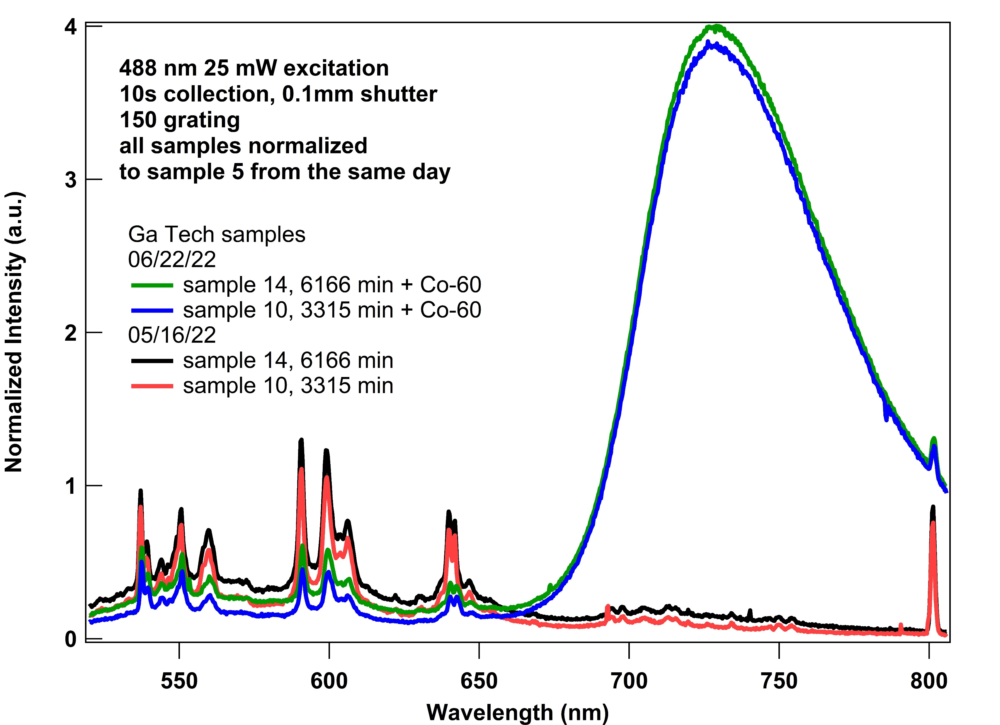 4
3
2
1
0
Normalized Intensity (a.u.)
488 nm 25 mW excitation
10s collection, 0.1mm shutter
150 grating
all samples normalized
to sample 5 from the same day
Ga Tech samples
06/22/22
sample 14, 6166 min + Co-60
sample 10, 3315 min + Co-60
05/16/22
sample 14, 6166 min
sample 10, 3315 min
550 600 650 700 750 800
Wavelength (nm)